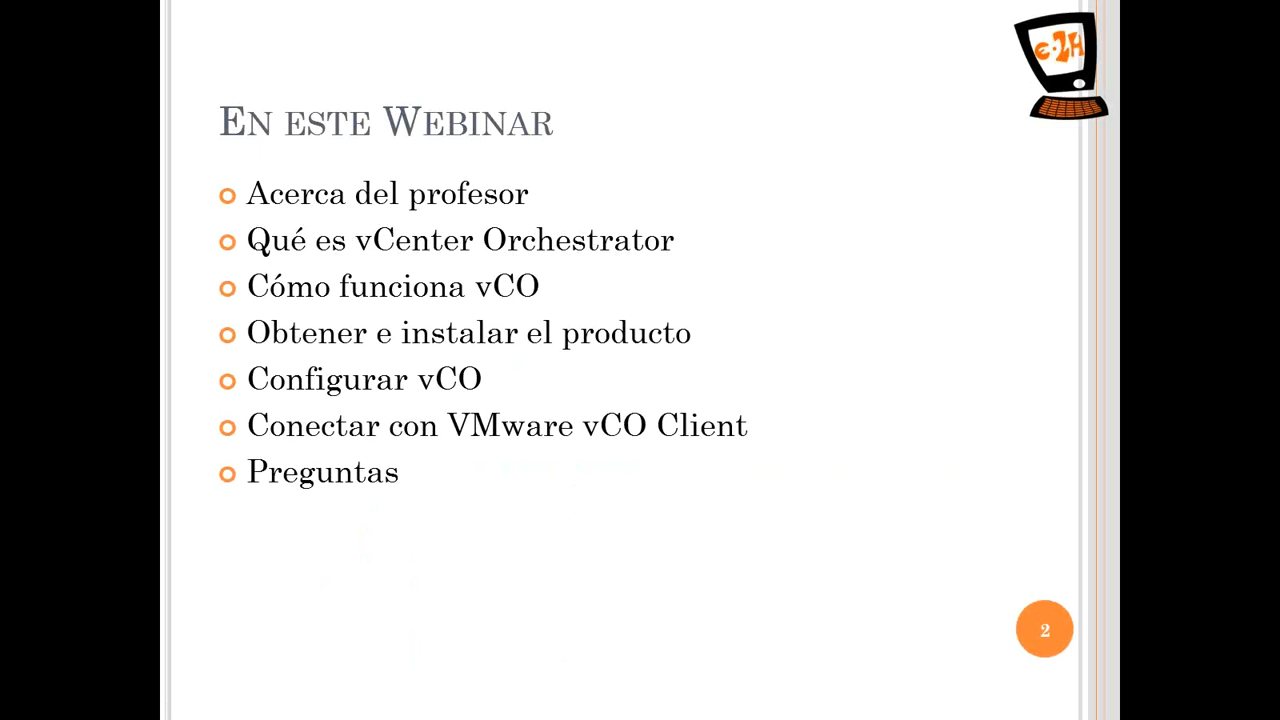 e-2H
En este Webinar
Acerca del profesor
Qué es vCenter Orchestrator
Cómo funciona vCO
Obtener e instalar el producto
Configurar vCO
Conectar con VMware vCO Client
Preguntas
2